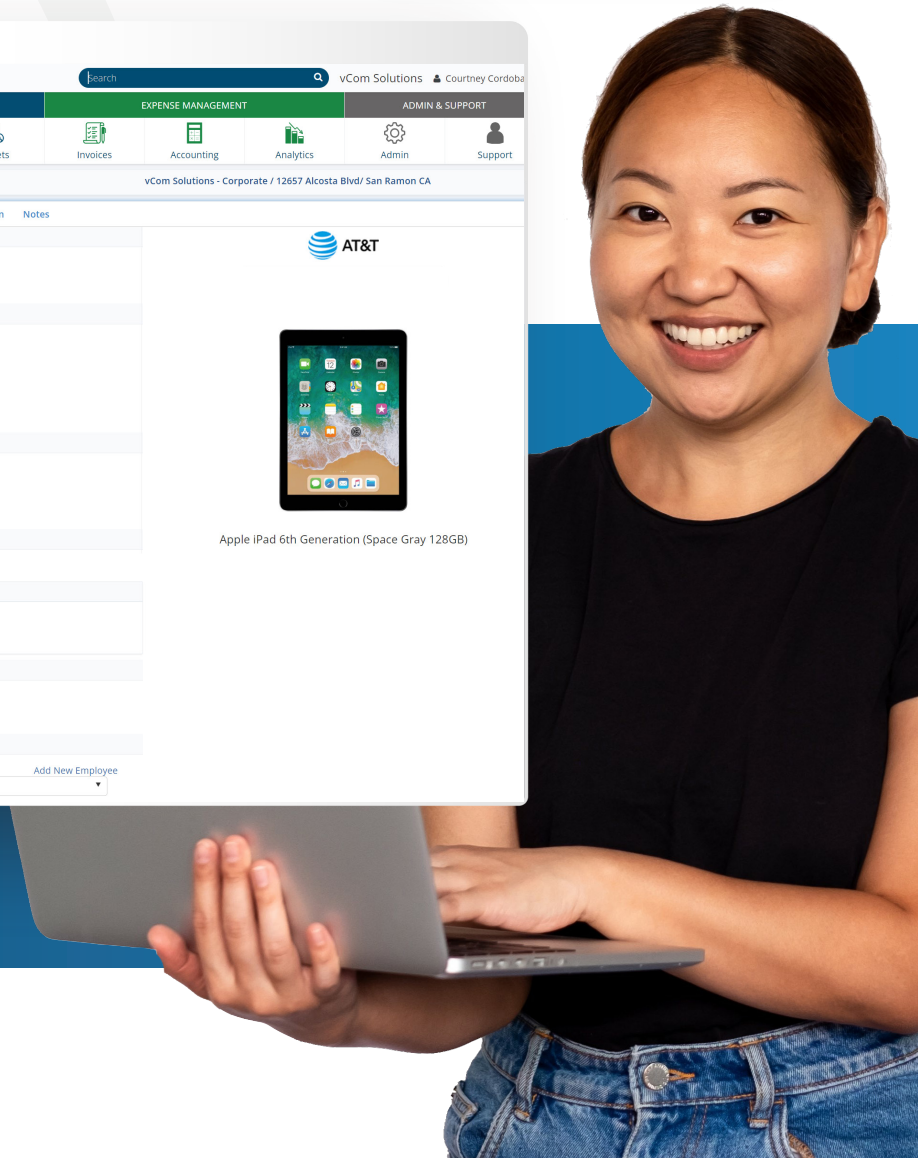 Search
vCom Solutions Courtney Cordoba
EXPENSE MANAGEMENT
ADMIN & SUPPORT
ets
Invoices
Accounting
Analytics
Admin
Support
vCom Solutions - Corporate / 12657 Alcosta Blvd/ San Ramon CA
n
Notes
AT&T
12
Apple iPad 6th Generation (Space Gray 128GB)
Add New Employee